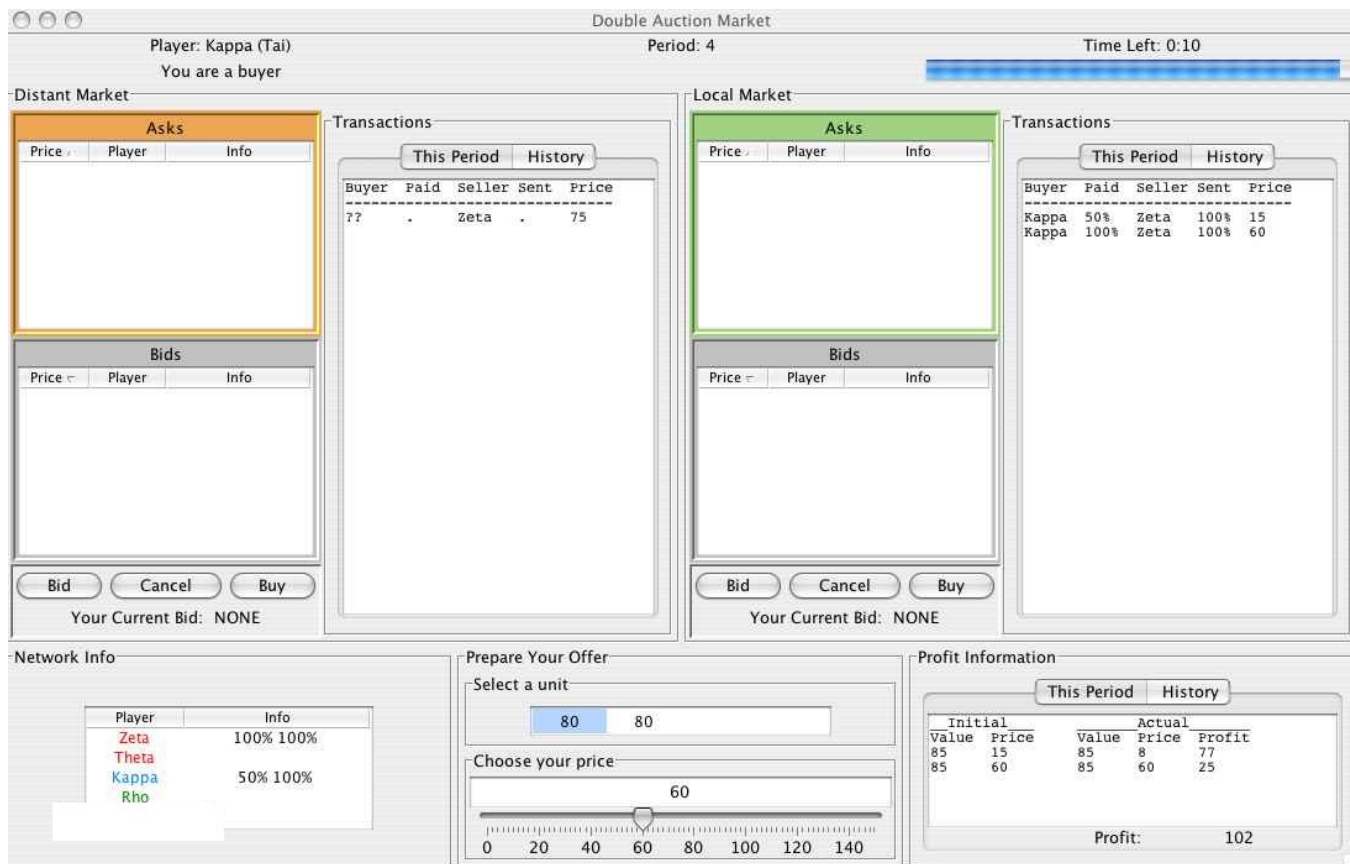 Double Auction Market
Player: Kappa (Tai)
Period: 4
Time Left: 0:10
You are a buyer
Distant Market
Asks
Price Player Info
Transactions
This Period History
Buyer Paid Seller Sent Price
------------------------------
?? . Zeta . 75
Bids
Price Player Info
Bid Cancel Buy
Your Current Bid: NONE
Local Market
Asks
Price Player Info
Transactions
This Period History
Buyer Paid Seller Sent Price
------------------------------
Kappa 50% Zeta 100% 15
Kappa 100% Zeta 100% 60
Bids
Price Player Info
Bid Cancel Buy
Your Current Bid: NONE
Network Info
Player Info
Zeta 100% 100%
Theta
Kappa 50% 100%
Rho
Prepare Your Offer
Select a unit
80 80
Choose your price
60
0 20 40 60 80 100 120 140
Profit Information
This Period History
Initial Actual
Value Price Value Price Profit
85 15 85 8 77
85 60 85 60 25
Profit: 102